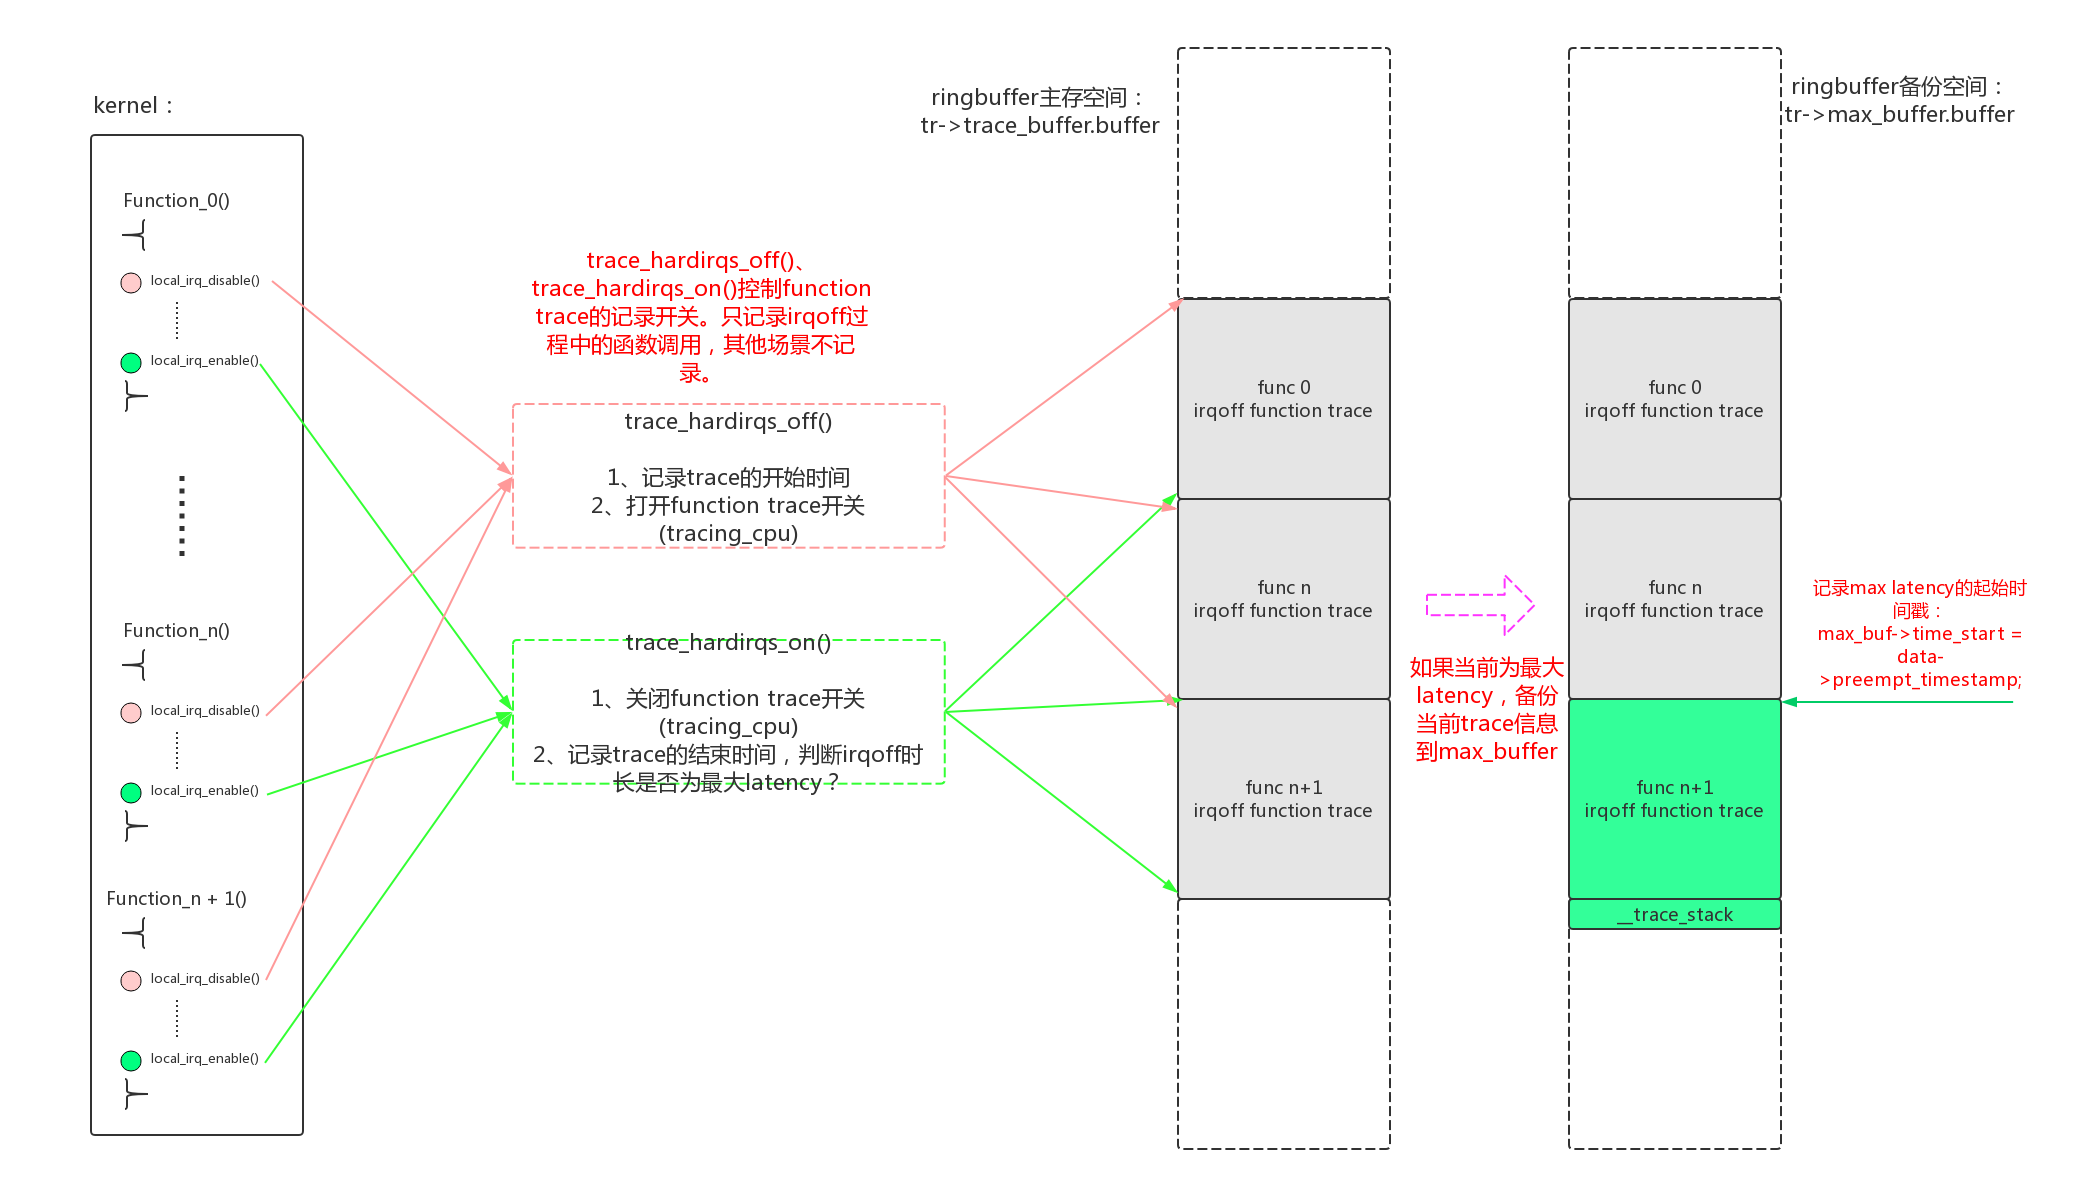 kernel：
Function_0()
local_irq_disable()
local_irq_enable()
Function_n()
local_irq_disable()
local_irq_enable()
Function_n + 1()
local_irq_disable()
local_irq_enable()
trace_hardirqs_off()、
trace_hardirqs_on()控制function
trace的记录开关。只记录irqoff过
程中的函数调用，其他场景不记
录。
trace_hardirqs_off()
1、记录trace的开始时间
2、打开function trace开关
(tracing_cpu)
trace_hardirqs_on()
1、关闭function trace开关
(tracing_cpu)
2、记录trace的结束时间，判断irqoff时
长是否为最大latency？
ringbuffer主存空间：
tr->trace_buffer.buffer
func 0
irqoff function trace
func n
irqoff function trace
func n+1
irqoff function trace
如果当前为最大
latency，备份
当前trace信息
到max_buffer
ringbuffer备份空间：
tr->max_buffer.buffer
func 0
irqoff function trace
func n
irqoff function trace
func n+1
irqoff function trace
__trace_stack
记录max latency的起始时
间戳：
max_buf->time_start =
data-
>preempt_timestamp;